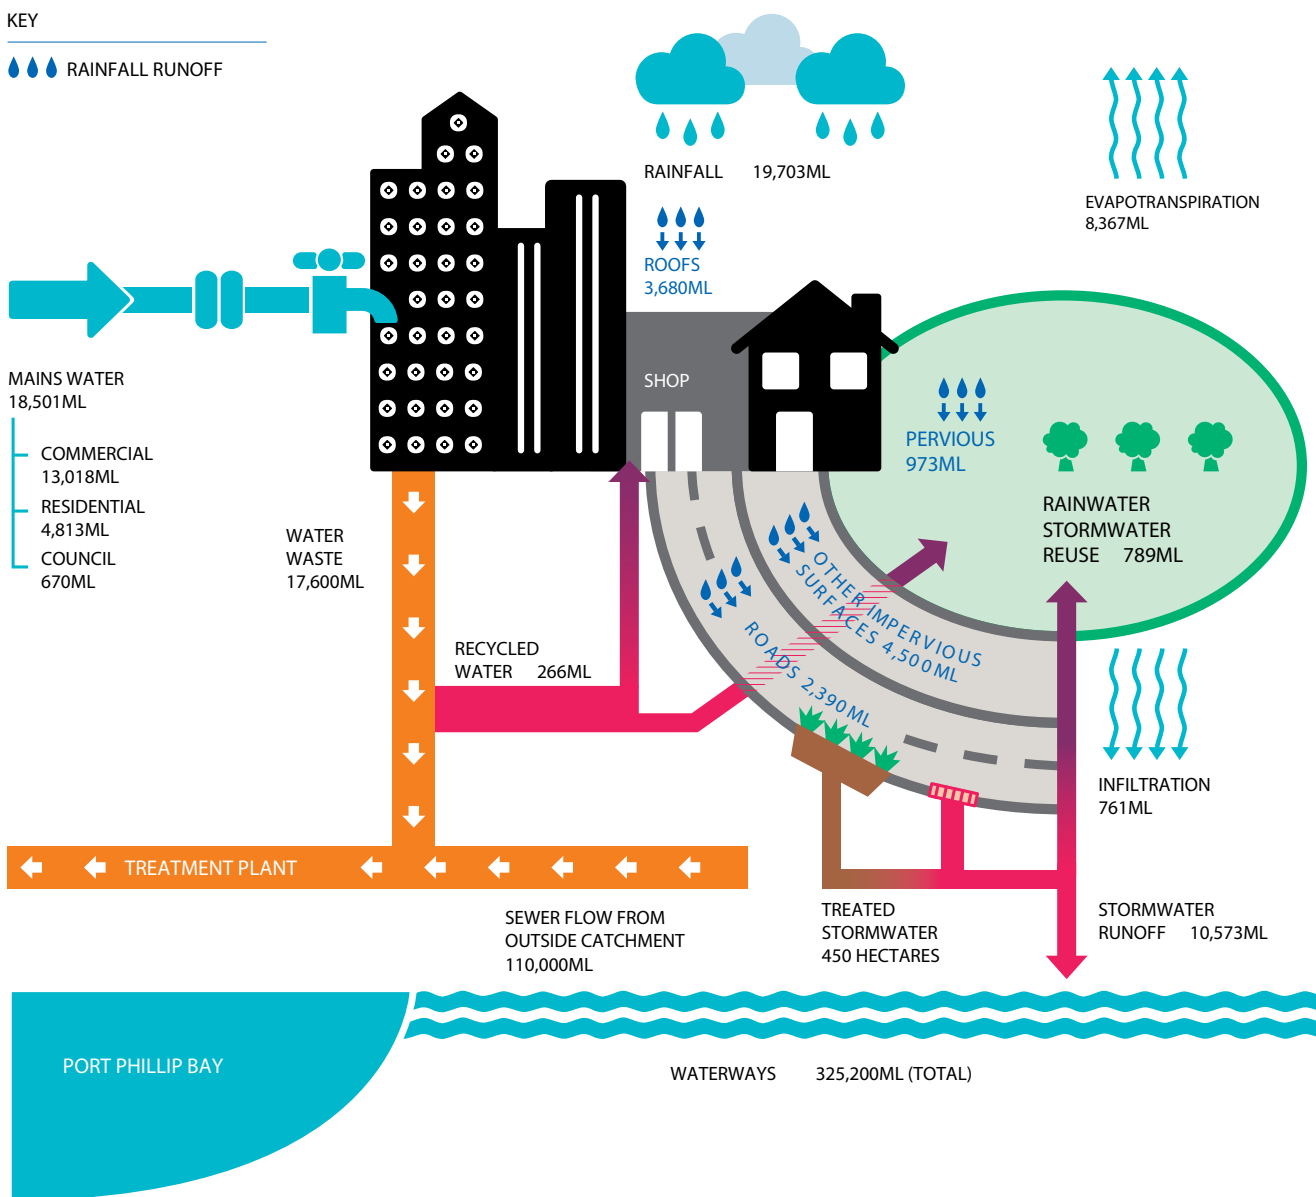 KEY
RAINFALL RUNOFF
RAINFALL 19,703ML
EVAPOTRANSPIRATION
8,367ML
ROOFS
3,680ML
MAINS WATER
18,501ML
COMMERCIAL
13,018ML
RESIDENTIAL
4,813ML
COUNCIL
670ML
SHOP
PERVIOUS
973ML
RAINWATER
STORMWATER
REUSE 789ML
WATER
WASTE
17,600ML
OTHER IMPERVIOUS
SURFACES 4,500ML
ROADS 2,390ML
RECYCLED
WATER 266ML
INFILTRATION
761ML
TREATMENT PLANT
SEWER FLOW FROM
OUTSIDE CATCHMENT
110,000ML
TREATED
STORMWATER
450 HECTARES
STORMWATER
RUNOFF 10,573ML
PORT PHILLIP BAY
WATERWAYS 325,200ML (TOTAL)